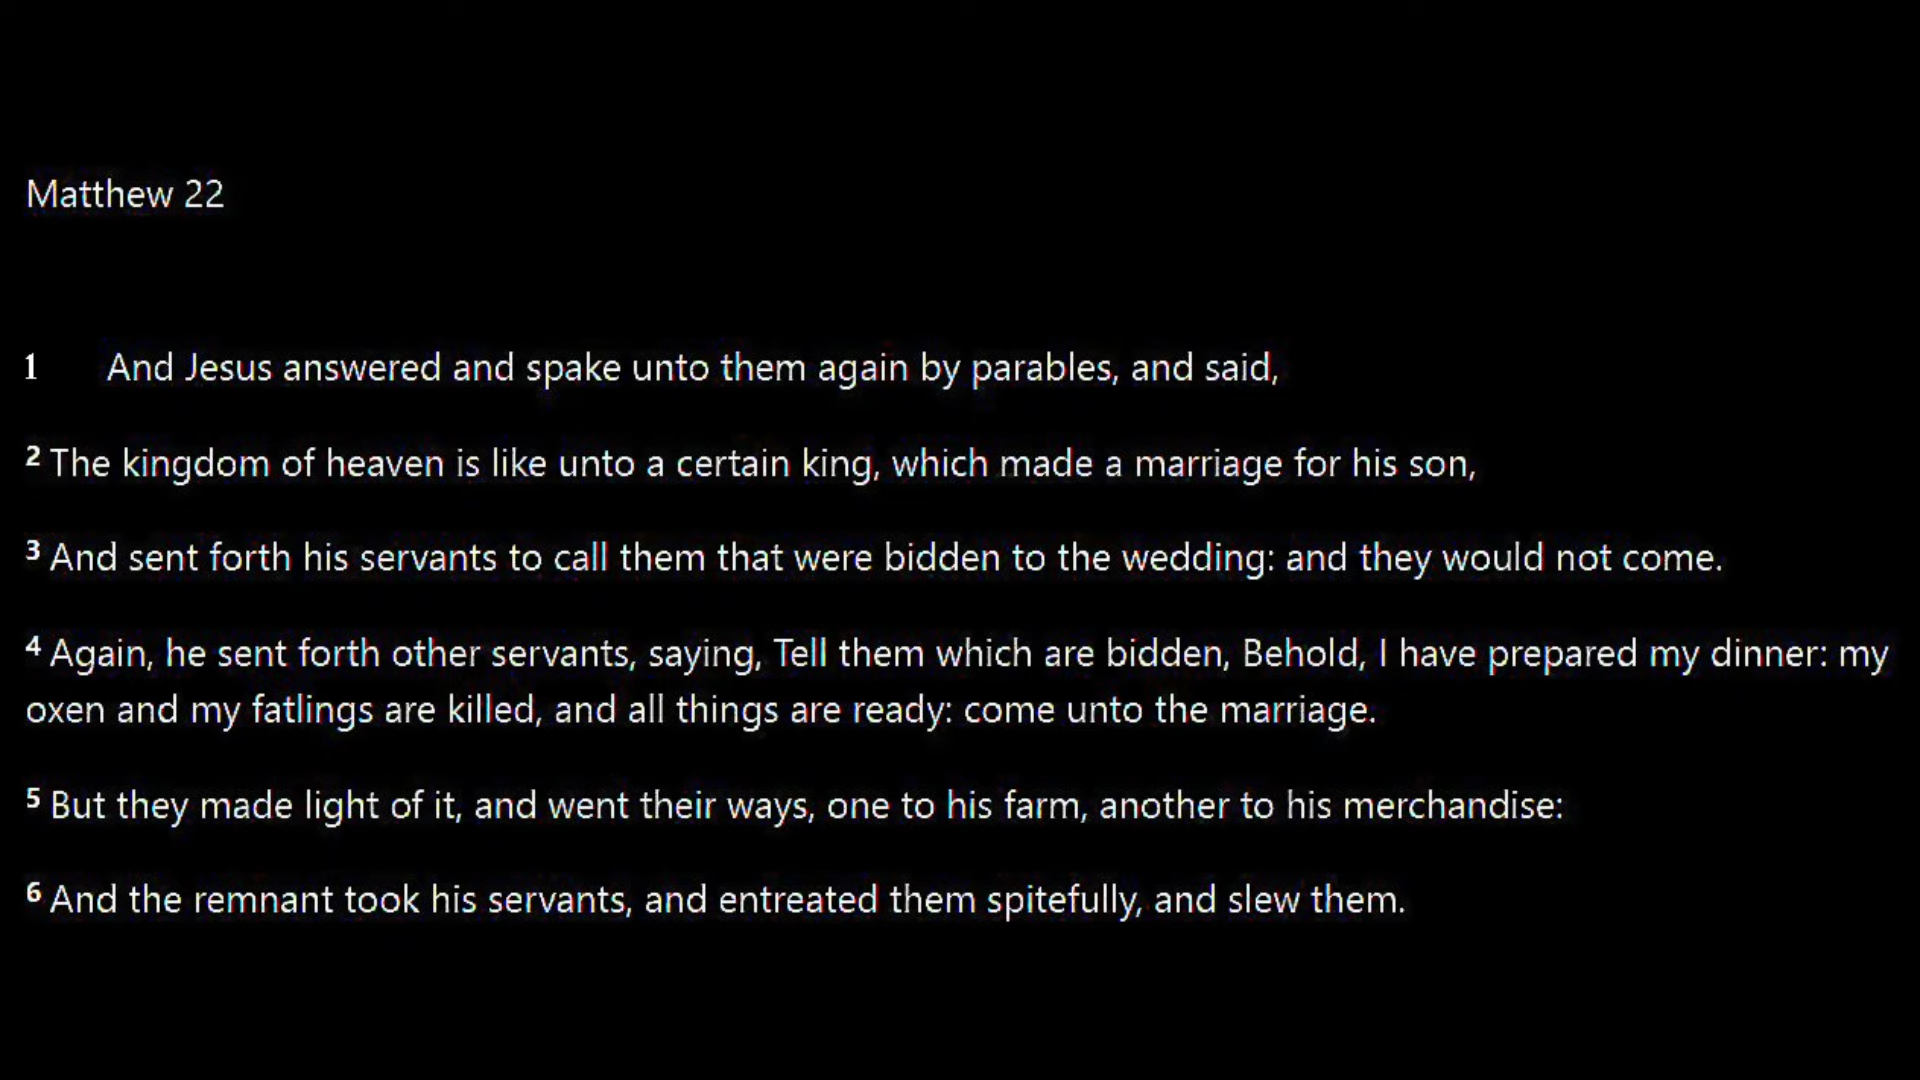 Matthew 22
1 And Jesus answered and spake unto them again by parables, and said,
2 The kingdom of heaven is like unto a certain king, which made a marriage for his son,
3 And sent forth his servants to call them that were bidden to the wedding: and they would not come.
4 Again, he sent forth other servants, saying, Tell them which are bidden, Behold, I have prepared my dinner: my
oxen and my fatlings are killed, and all things are ready: come unto the marriage.
5 But they made light of it, and went their ways, one to his farm, another to his merchandise:
6 And the remnant took his servants, and entreated them spitefully, and slew them.